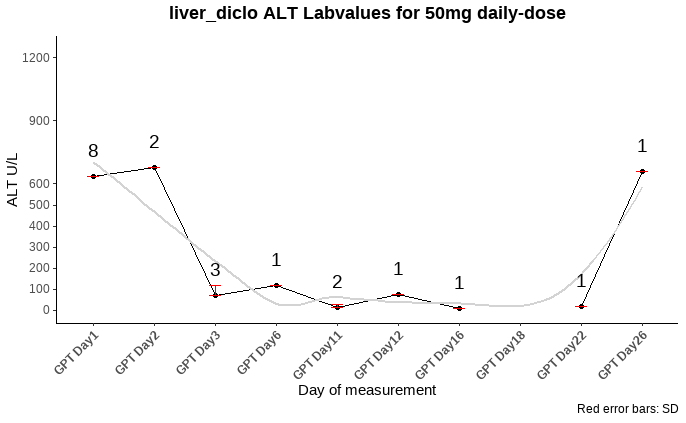 liver_diclo ALT Labvalues for 50mg daily-dose
ALT U/L
1200
900
600
500
400
300
200
100
0
8
2
3
1
2
1
1
1
1
GPT Day1
GPT Day2
GPT Day3
GPT Day6
GPT Day11
GPT Day12
GPT Day16
GPT Day18
GPT Day22
GPT Day26
Day of measurement
Red error bars: SD